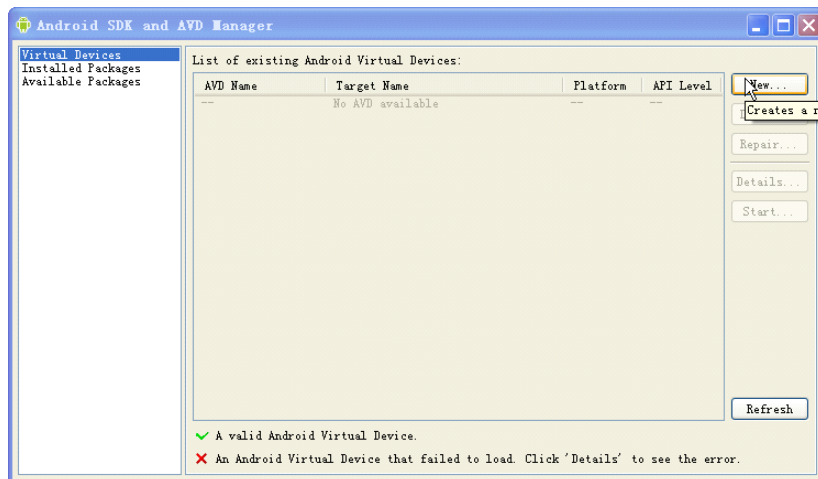 Android SDK and AVD Manager
Virtual Devices
Installed Packages
Available Packages
List of existing Android Virtual Devices:
AVD Name Target Name Platform API Level
-- No AVD available -- --
New...
Creates a
Repair...
Details...
Start...
Refresh
A valid Android Virtual Device.
An Android Virtual Device that failed to load. Click 'Details' to see the error.